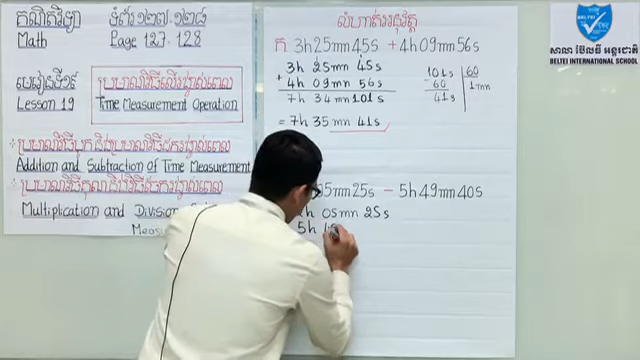 គណិតវិទ្យា ទំព័រ ១២៧.១២៨
Math Page 127.128
មេរៀនទី១៩ ប្រមាណវិធីលើរង្វាស់ពេល
Lesson 19 Time Measurement Operation
ប្រមាណវិធីបូកនិងប្រមាណវិធីដករង្វាស់ពេល
Addition and Subtraction of Time Measurement
ប្រមាណវិធីគុណនិងវិធីចែករង្វាស់ពេល
Multiplication and Division
លំហាត់អនុវត្ត
ក 3h25mn45s + 4h09mn56s
3h 25mn 45s
+ 4h 09mn 56s
7h 34mn101s
= 7h 35mn 41s
101s 60
- 60 1mn
41s
05mn25s - 5h49mn40s
h 05mn 25s
5h
BELTEI
សាលា ប៊ែលធី អន្តរជាតិ
BELTEI INTERNATIONAL SCHOOL